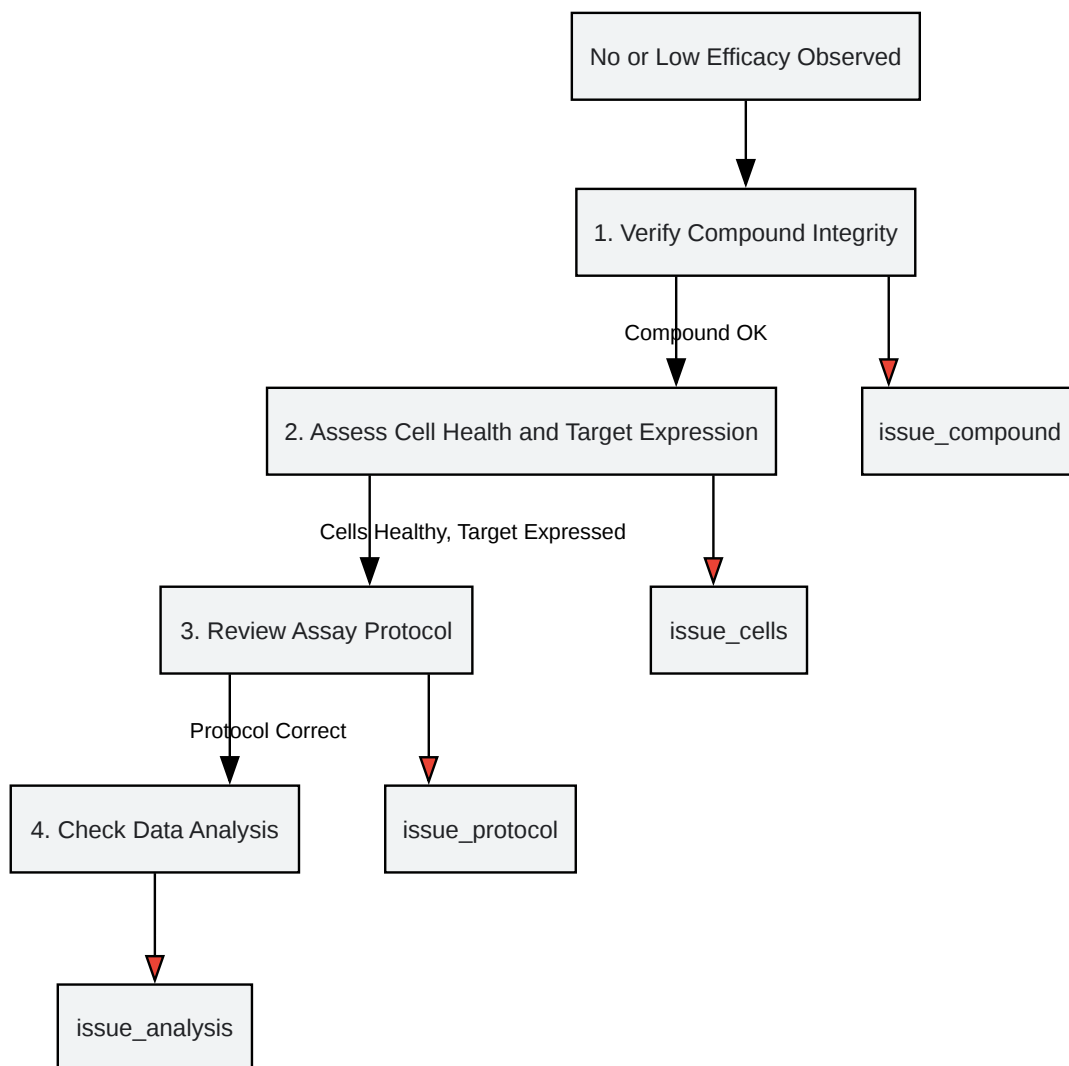 No or Low Efficacy Observed
1. Verify Compound Integrity
Compound OK
2. Assess Cell Health and Target Expression
issue_compound
Cells Healthy, Target Expressed
3. Review Assay Protocol
issue_cells
Protocol Correct
4. Check Data Analysis
issue_protocol
issue_analysis